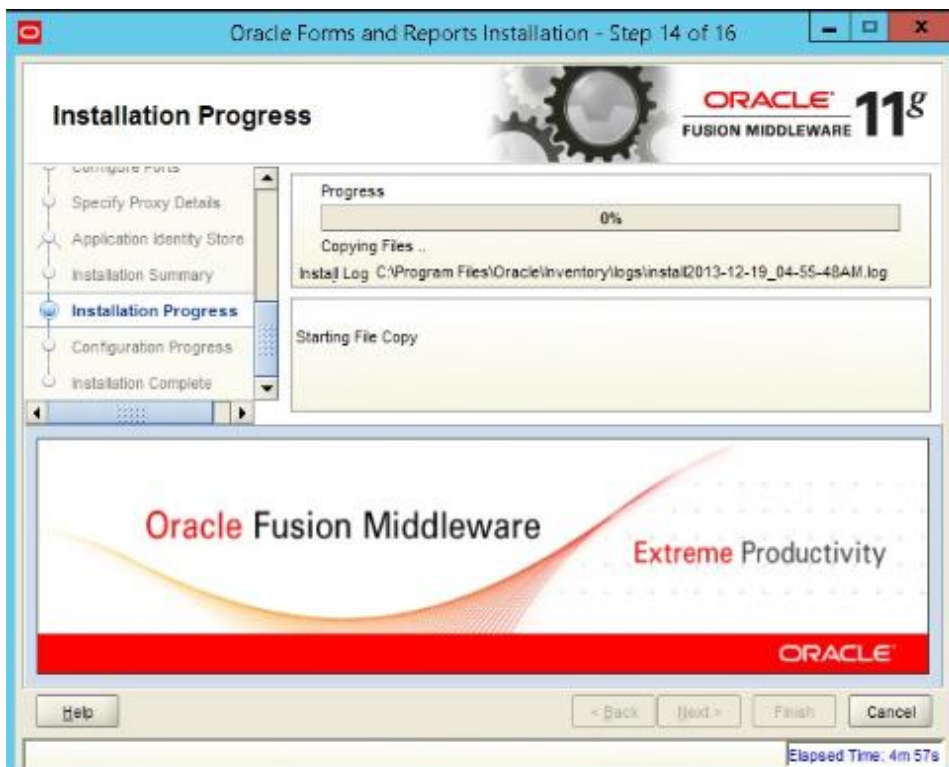 Oracle Forms and Reports Installation - Step 14 of 16
Installation Progress
ORACLE
FUSION MIDDLEWARE 11g
Configure Ports
Specify Proxy Details
Application Identity Store
Installation Summary
Installation Progress
Configuration Progress
Installation Complete
Progress
0%
Copying Files ..
Install Log C:\Program Files\Oracle\Inventory\logs\install2013-12-19_04-55-48AM.log
Starting File Copy
Oracle Fusion Middleware
Extreme Productivity
ORACLE
Help
< Back
Next >
Finish
Cancel
Elapsed Time: 4m 57s